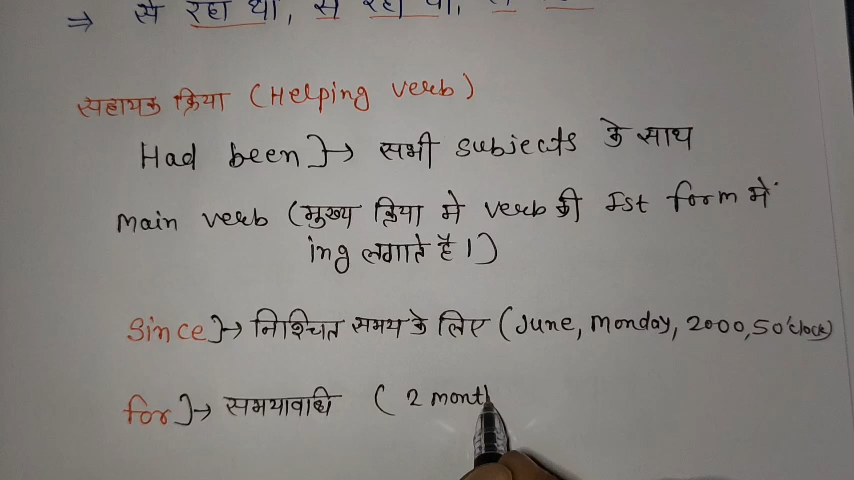 ⇒ से रहा था, से रहा था, से
सहायक क्रिया (Helping verb)
Had been }→ सभी subjects के साथ
main verb (मुख्य क्रिया मे verb की Ist form में
ing लगाते है।)
Since }→ निश्चित समय के लिए (June, Monday, 2000, 5 O'clock)
for }→ समयावधि ( 2 month